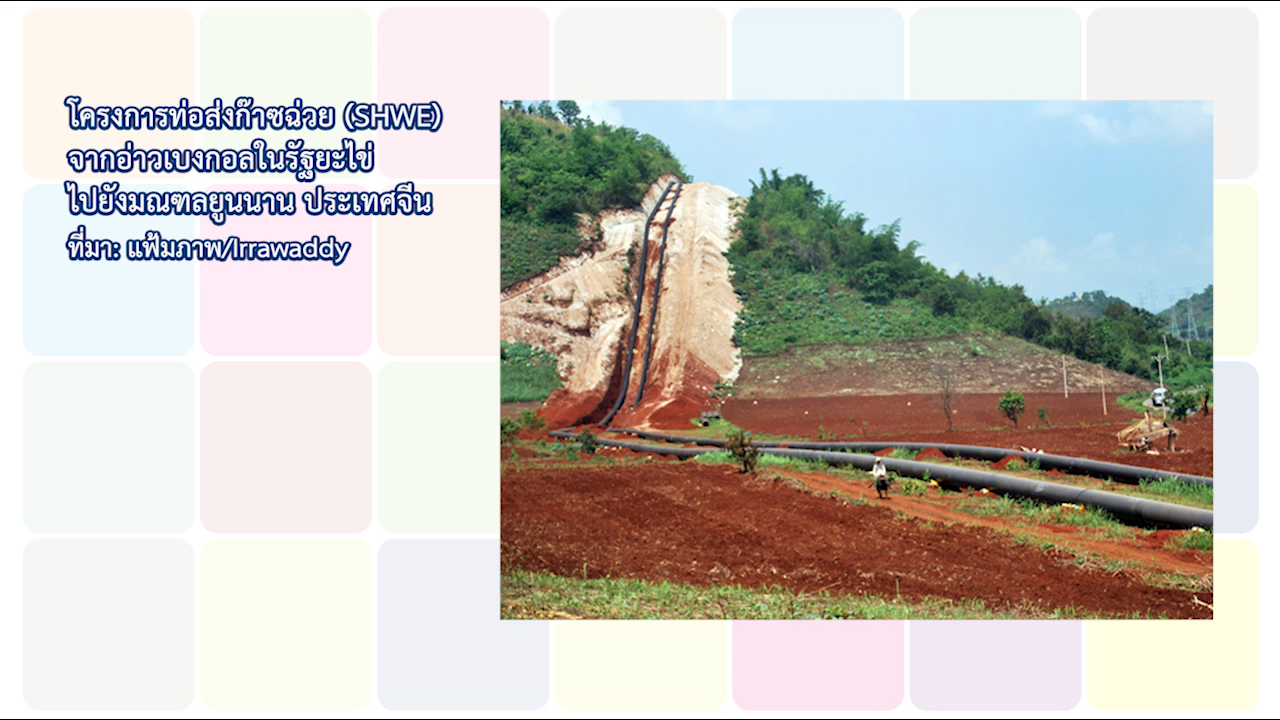 โครงการท่อส่งก๊าซฉ่วย (SHWE)
จากอ่าวเบงกอลในรัฐยะไข่
ไปยังมณฑลยูนนาน ประเทศจีน
ที่มา: แฟ้มภาพ/Irrawaddy